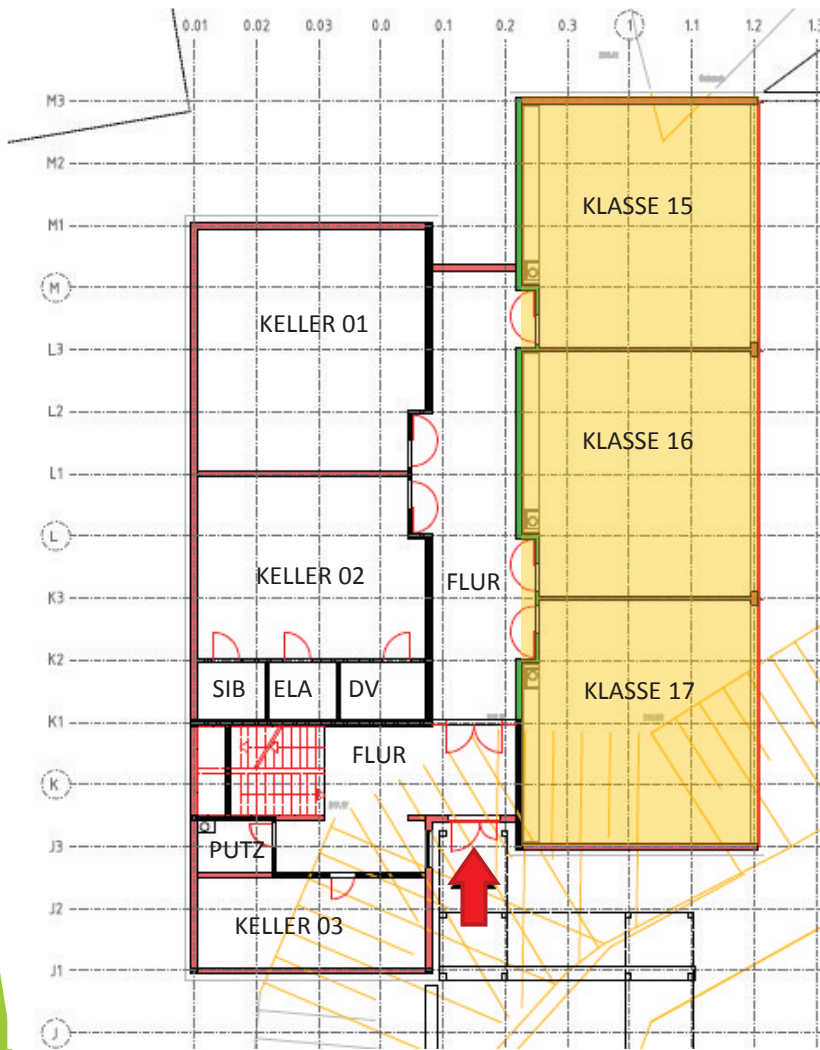 0.01 0.02 0.03 0.0 0.1 0.2 0.3 1 1.1 1.2 1.3
M3
M2
M1
KLASSE 15
M
KELLER 01
L3
L2
KLASSE 16
L1
L
KELLER 02
FLUR
K3
K2
SIB ELA DV
KLASSE 17
K1
FLUR
K
J3
PUTZ
J2
KELLER 03
J1
J